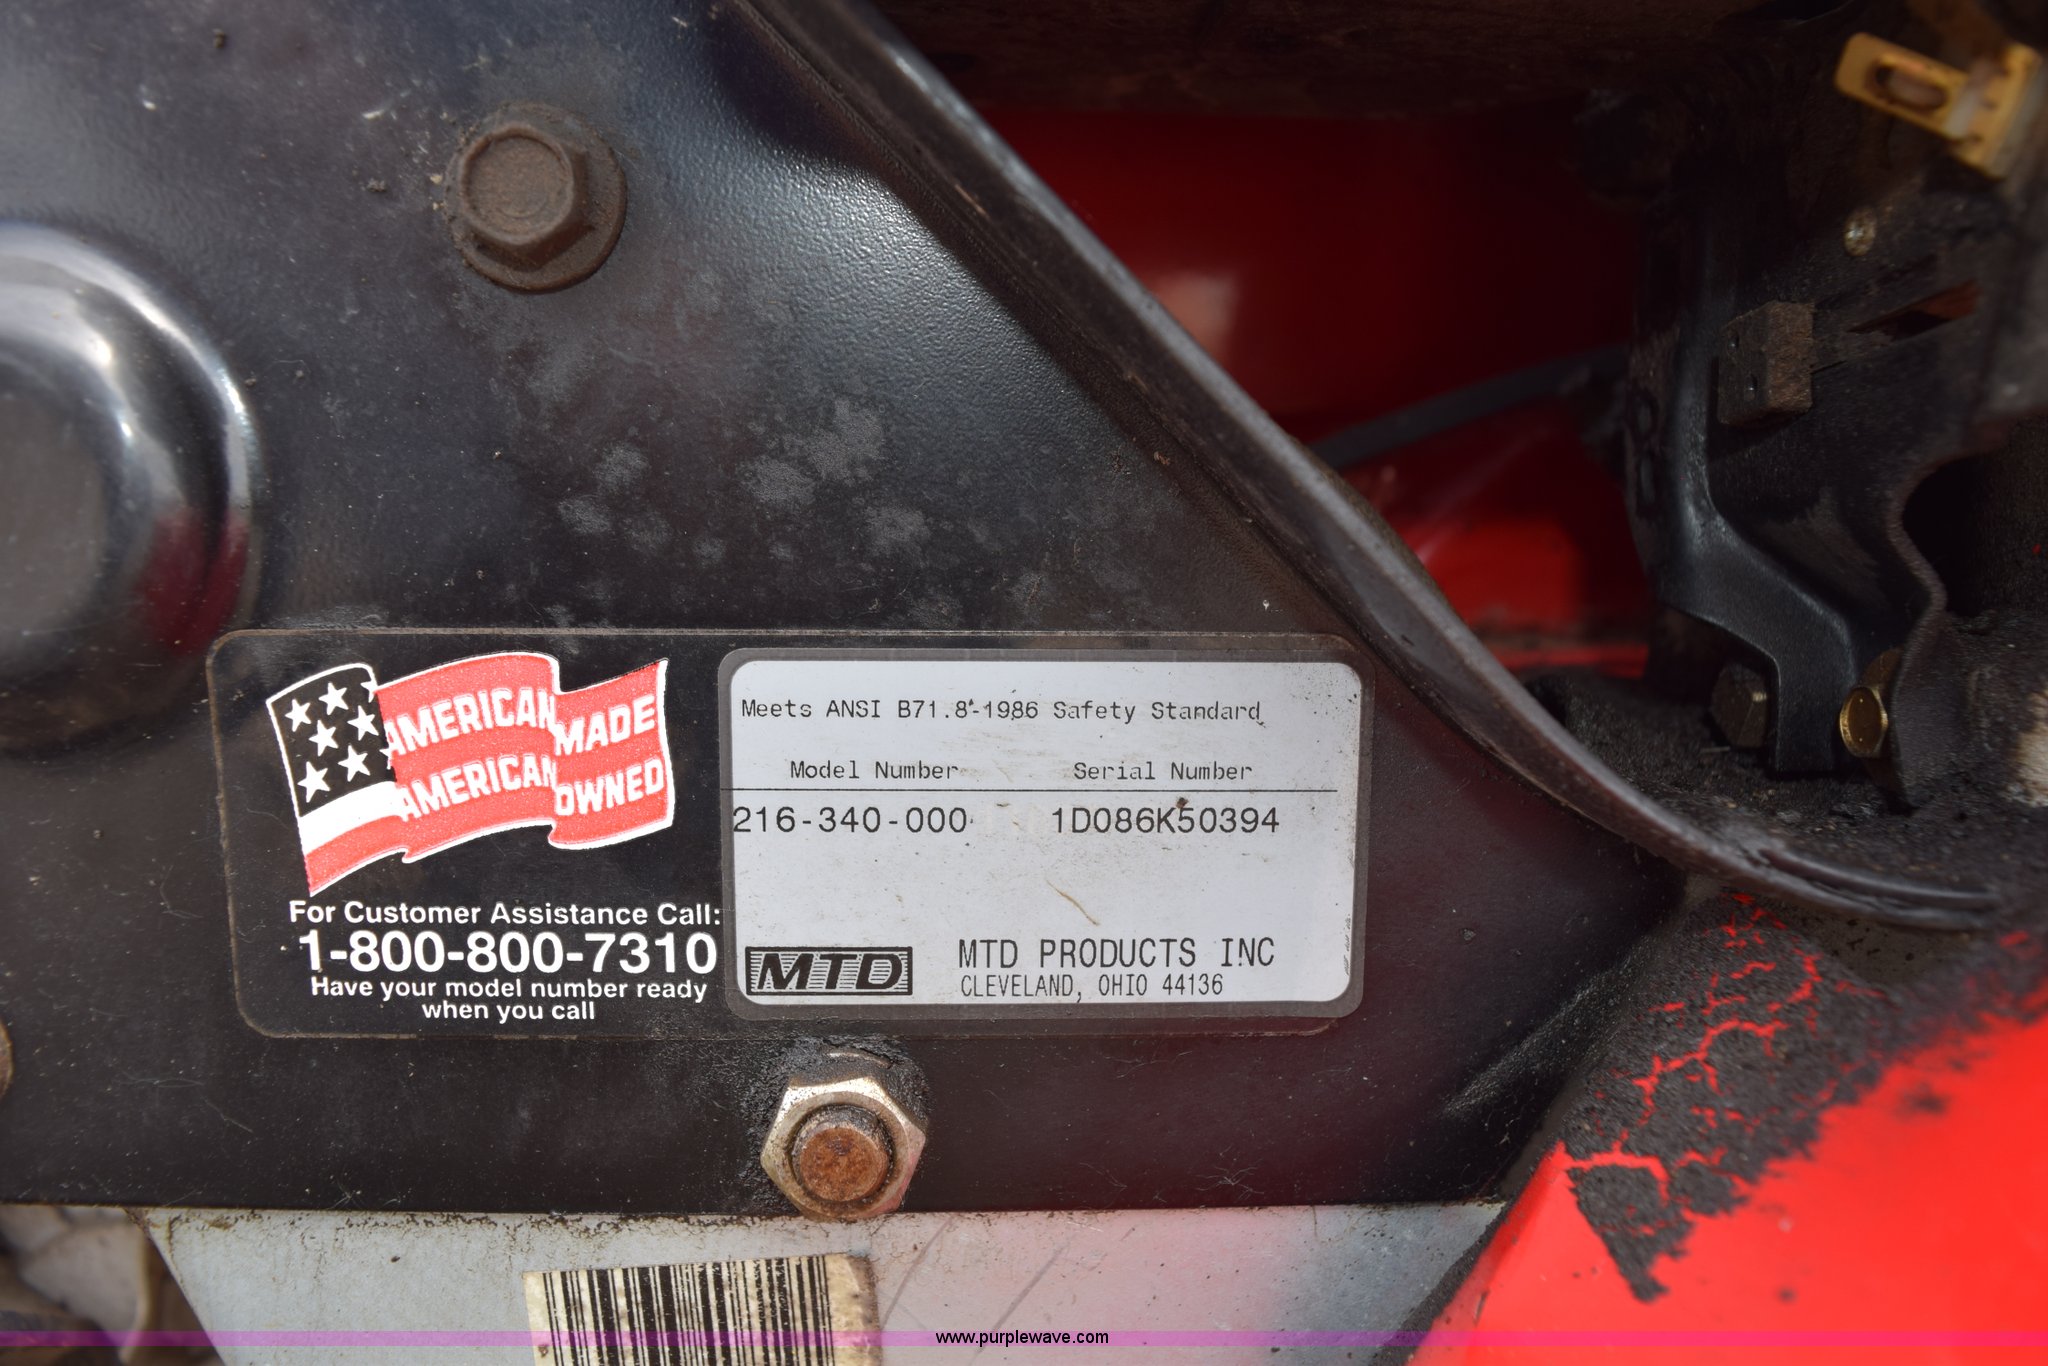 AMERICAN MADE
AMERICAN OWNED
For Customer Assistance Call:
1-800-800-7310
Have your model number ready
when you call
Meets ANSI B71.8-1986 Safety Standard
Model Number Serial Number
216-340-000 1D086K50394
MTD
MTD PRODUCTS INC
CLEVELAND, OHIO 44136
www.purplewave.com